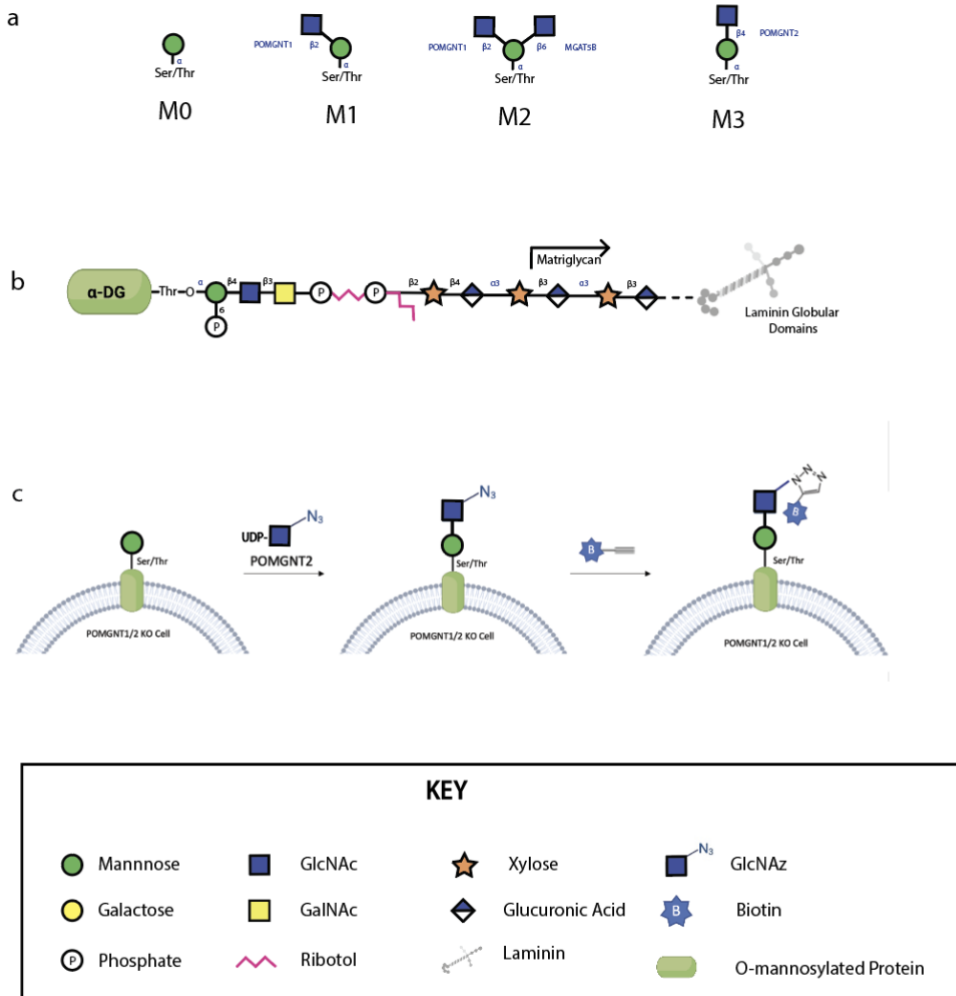 a
POMGNT1
β2
α
Ser/Thr
M0
α
Ser/Thr
M1
POMGNT1
β2
β6
MGAT5B
α
Ser/Thr
M2
β4
POMGNT2
α
Ser/Thr
M3
b
α-DG
Thr
O
α
β4
β3
6
P
P
P
β2
β4
α3
Matriglycan
β3
α3
β3
Laminin Globular
Domains
c
Ser/Thr
POMGNT1/2 KO Cell
UDP-
N3
POMGNT2
N3
Ser/Thr
POMGNT1/2 KO Cell
B
N
N
N
B
Ser/Thr
POMGNT1/2 KO Cell
KEY
Mannnose
GlcNAc
Xylose
N3
GlcNAz
Galactose
GalNAc
Glucuronic Acid
B
Biotin
P
Phosphate
Ribotol
Laminin
O-mannosylated Protein